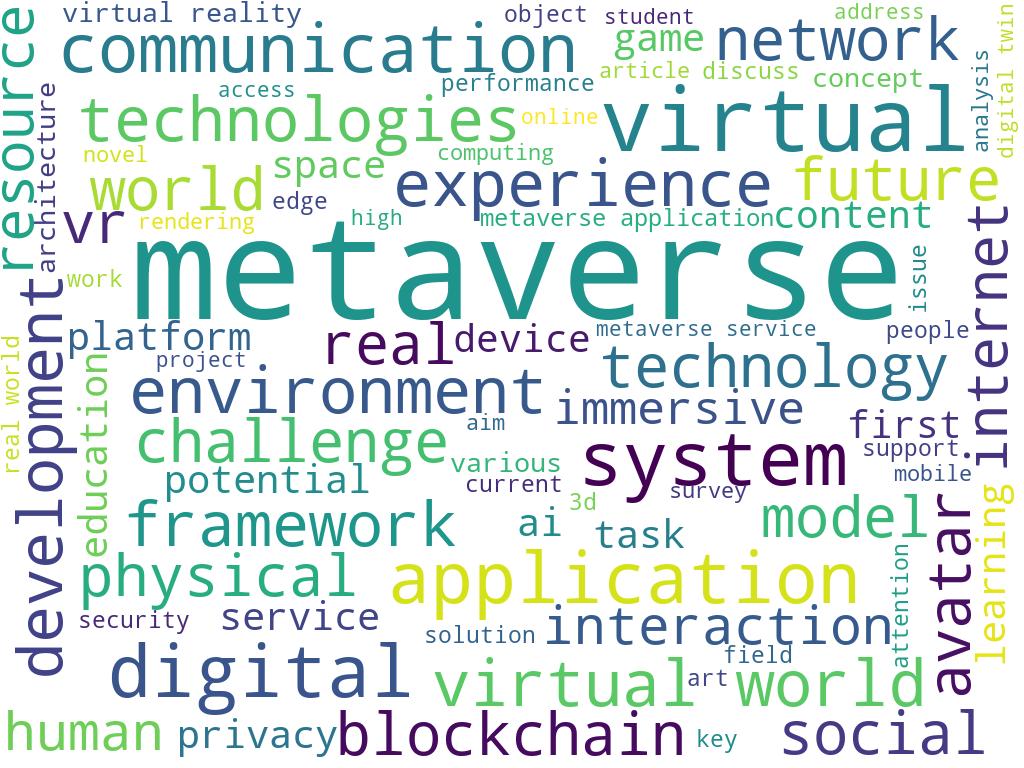 virtual reality
object
student
address
resource
communication
game
network
digital twin
access
performance
article discuss
concept
architecture
technologies
online
virtual
analysis
novel
world
space
computing
experience
future
edge
vr
rendering
high
metaverse application
content
metaverse
issue
internet
work
development
platform
project
real
device
metaverse service
people
real world
education
environment
technology
immersive
first
challenge
aim
various
system
support
mobile
potential
current
survey
3d
framework
ai
task
model
avatar
learning
physical
application
attention
security
service
solution
interaction
field
digital
virtual world
art
human
privacy
blockchain
key
social